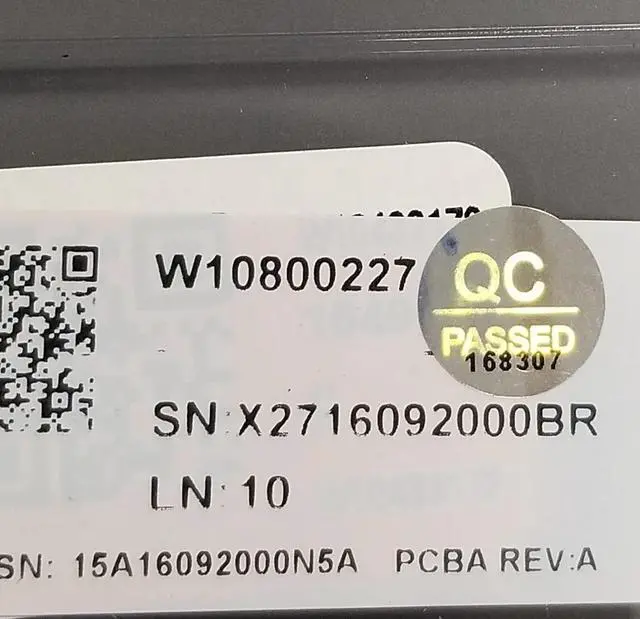 W10800227
QC
PASSED
168307
SN:X2716092000BR
LN: 10
SN: 15A16092000N5A PCBA REV:A